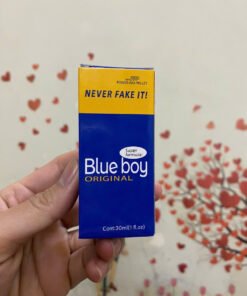 NEVER FAKE IT!
Super
formula
Blue boy
ORIGINAL
Cont:30ml(1 fl.oz)